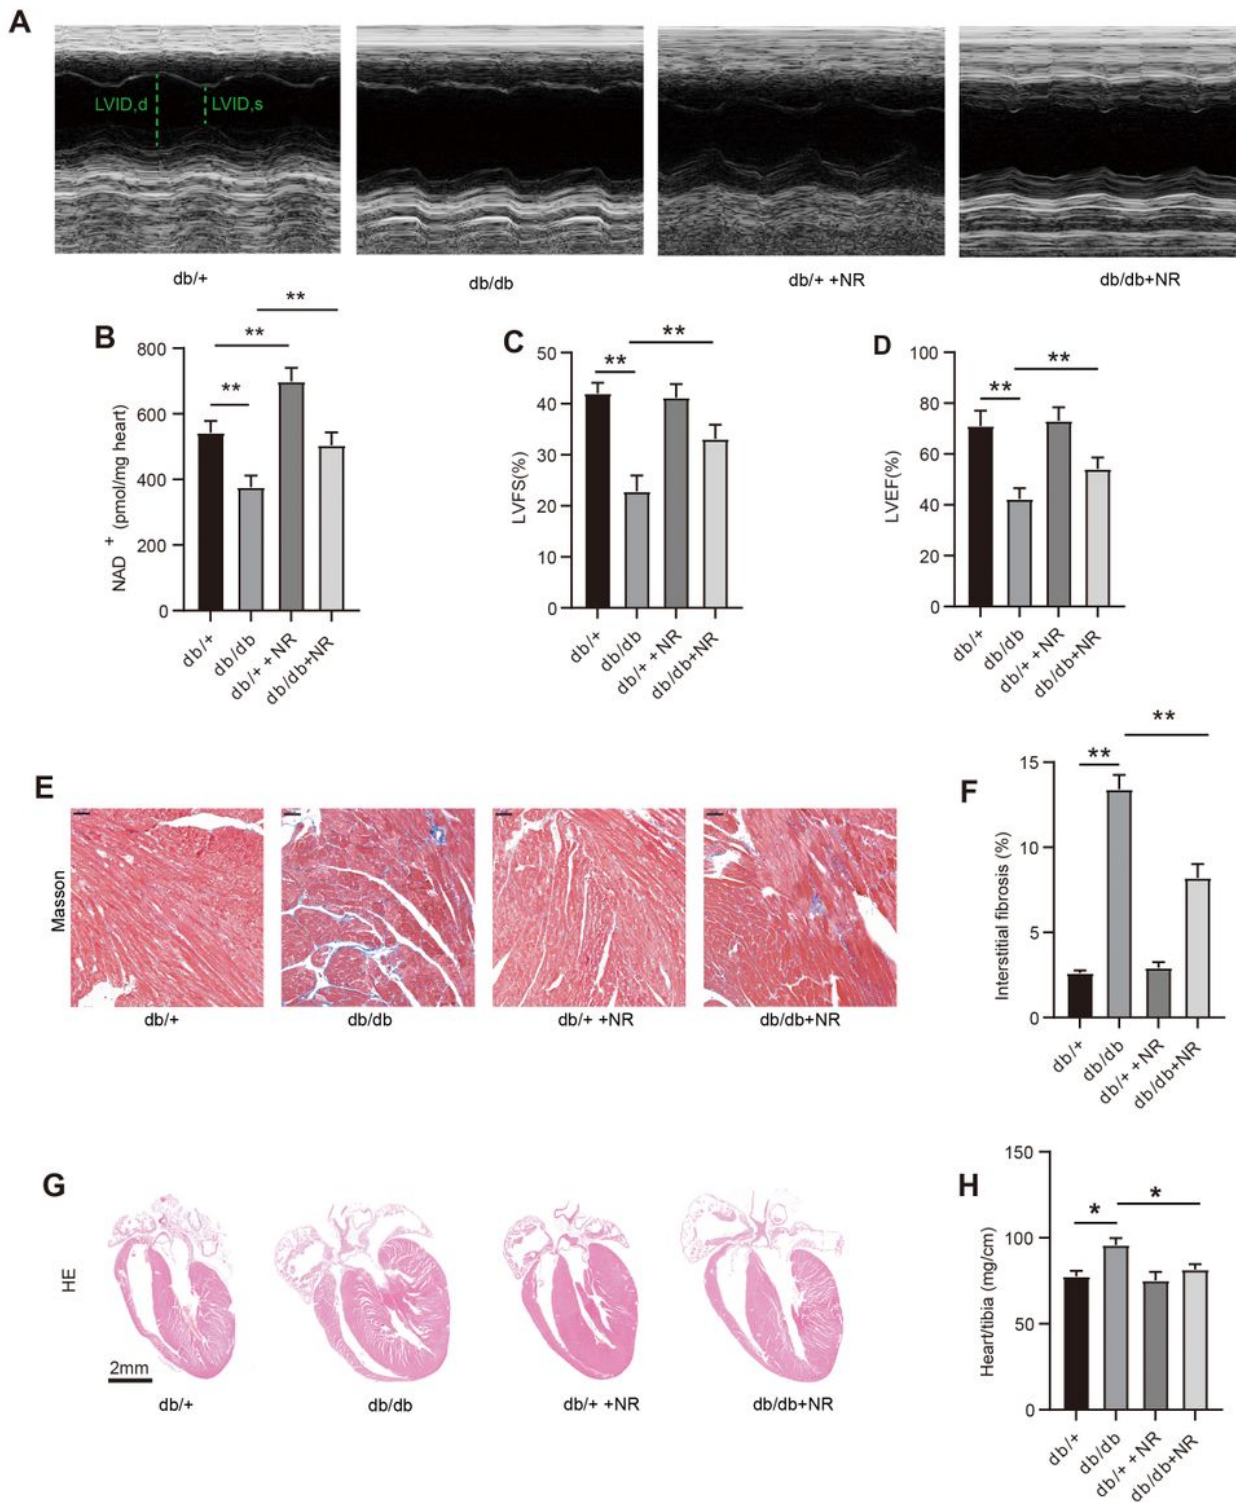 A
LVID,d
LVID,s
db/+
db/db
db/+ +NR
db/db+NR
B
**
**
**
NAD + (pmol/mg heart)
800
600
400
200
0
db/+
db/db
db/+ +NR
db/db+NR
C
**
**
LVFS(%)
50
40
30
20
10
0
db/+
db/db
db/+ +NR
db/db+NR
D
**
**
LVEF(%)
100
80
60
40
20
0
db/+
db/db
db/+ +NR
db/db+NR
E
Masson
db/+
db/db
db/+ +NR
db/db+NR
F
**
**
Interstitial fibrosis (%)
15
10
5
0
db/+
db/db
db/+ +NR
db/db+NR
G
HE
2mm
db/+
db/db
db/+ +NR
db/db+NR
H
*
*
Heart/tibia (mg/cm)
150
100
50
0
db/+
db/db
db/+ +NR
db/db+NR